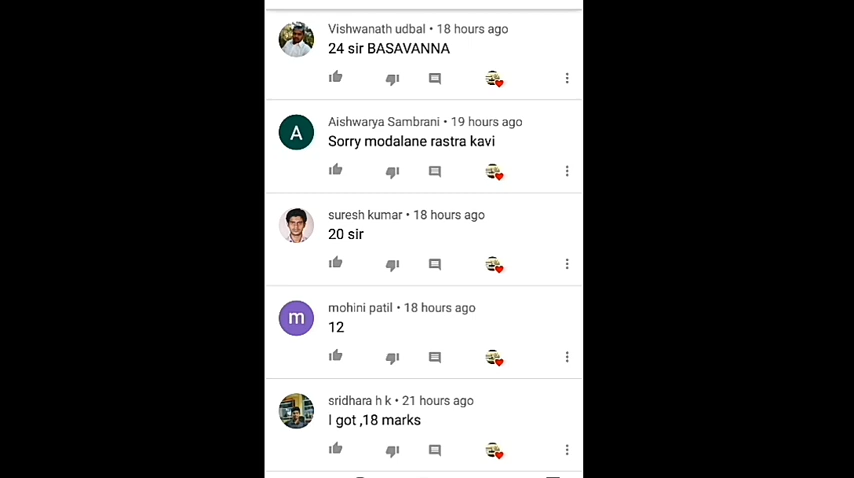 Vishwanath udbal • 18 hours ago
24 sir BASAVANNA
A
Aishwarya Sambrani • 19 hours ago
Sorry modalane rastra kavi
suresh kumar • 18 hours ago
20 sir
m
mohini patil • 18 hours ago
12
sridhara h k • 21 hours ago
I got ,18 marks